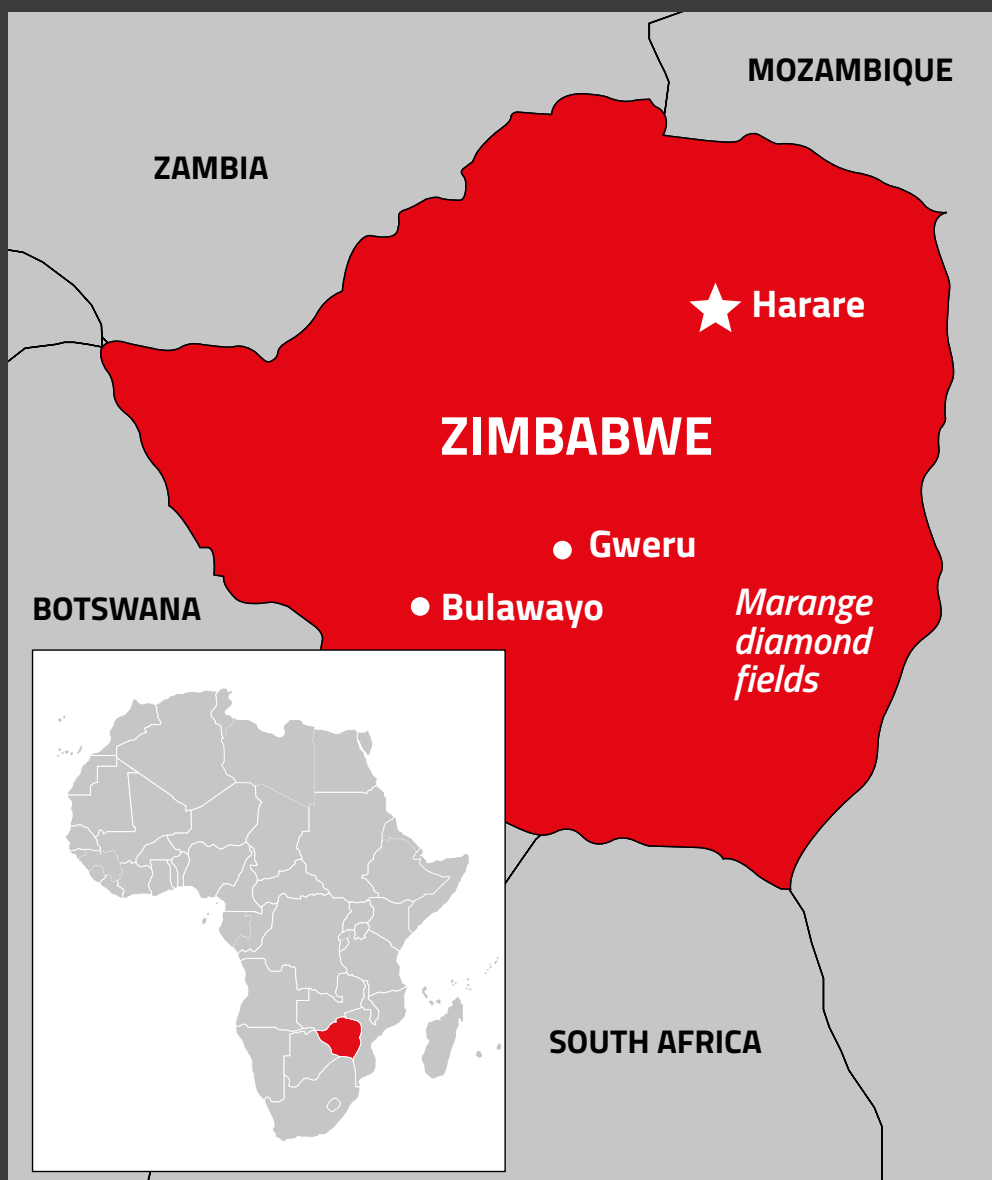 MOZAMBIQUE
ZAMBIA
Harare
ZIMBABWE
Gweru
BOTSWANA
Bulawayo
Marange
diamond
fields
SOUTH AFRICA